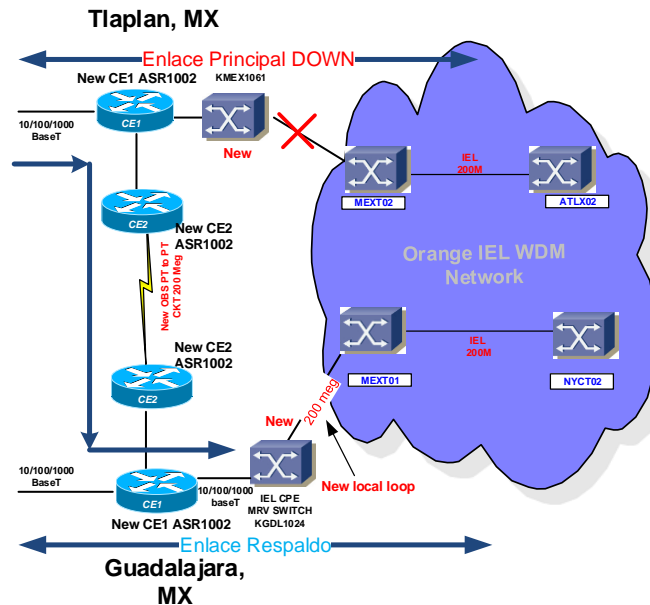 Tlaplan, MX
Enlace Principal DOWN
New CE1 ASR1002
KMEX1061
10/100/1000
BaseT
CE1
New
IEL
200M
MEXT02
ATLX02
CE2
New CE2
ASR1002
Orange IEL WDM
Network
New OBS PT to PT
CKT 200 Meg
New CE2
ASR1002
IEL
200M
MEXT01
NYCT02
CE2
New
200 meg
10/100/1000
BaseT
CE1
10/100/1000
baseT
New local loop
IEL CPE
MRV SWITCH
KGDL1024
New CE1 ASR1002
Enlace Respaldo
Guadalajara,
MX